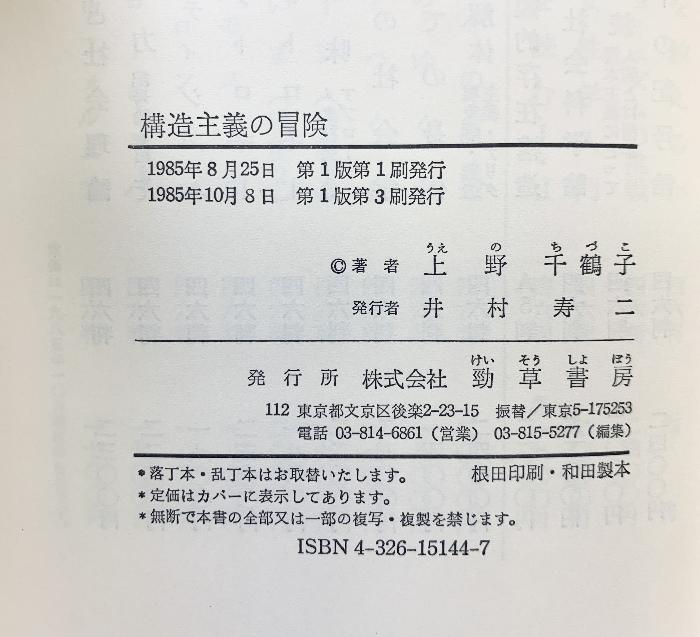 構造主義の冒険
1985年8月25日 第1版第1刷発行
1985年10月8日 第1版第3刷発行
うえ の ち づ こ
©著者 上野千鶴子
発行者 井村寿二
けい そう しょ ぼう
発行所 株式会社 勁草書房
112 東京都文京区後楽2-23-15 振替／東京5-175253
電話 03-814-6861(営業) 03-815-5277(編集)
*落丁本・乱丁本はお取替いたします。 根田印刷・和田製本
*定価はカバーに表示してあります。
*無断で本書の全部又は一部の複写・複製を禁じます。
ISBN 4-326-15144-7